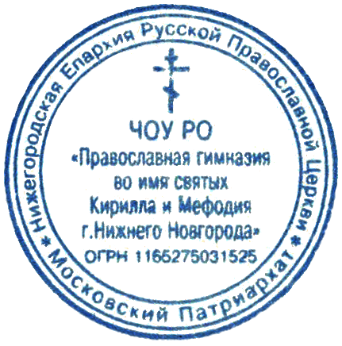 Нижегородская Епархия Русской Православной Церкви
* Московский Патриархат *
ЧОУ РО
«Православная гимназия
во имя святых
Кирилла и Мефодия
г.Нижнего Новгорода»
ОГРН 1165275031525